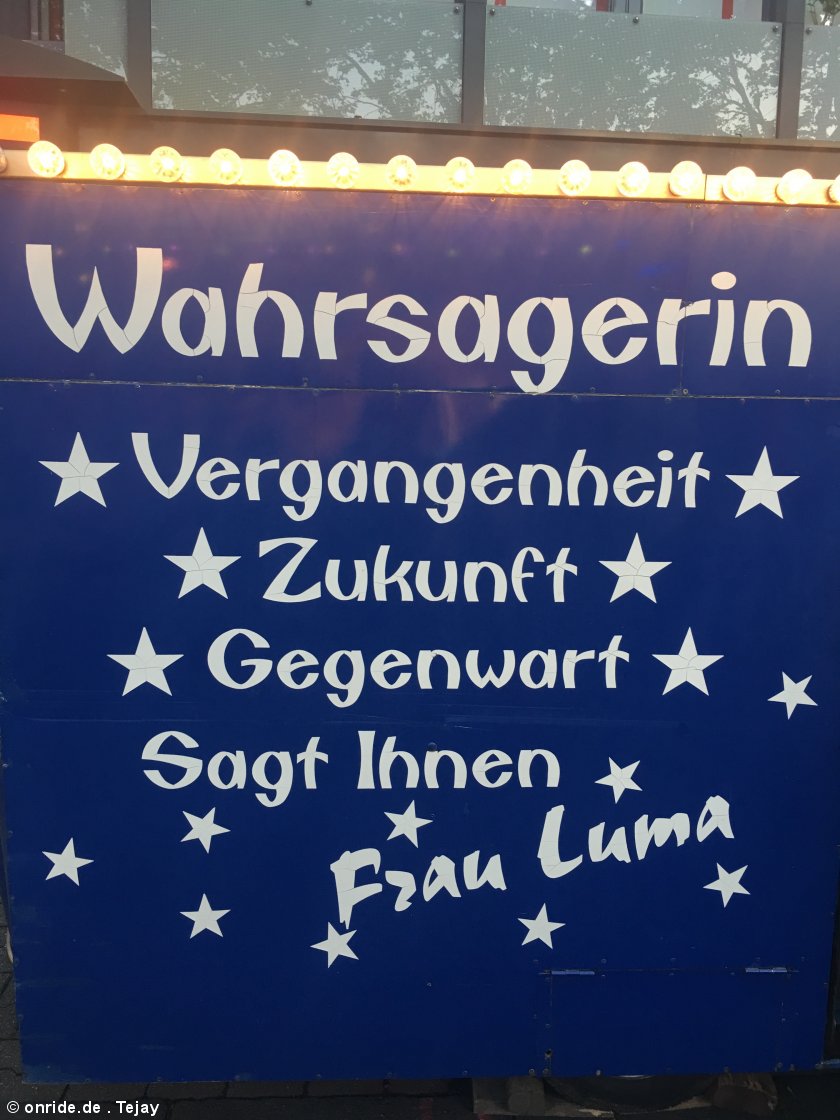 Wahrsagerin
Vergangenheit
Zukunft
Gegenwart
Sagt Ihnen
Frau Luma
© onride.de . Tejay